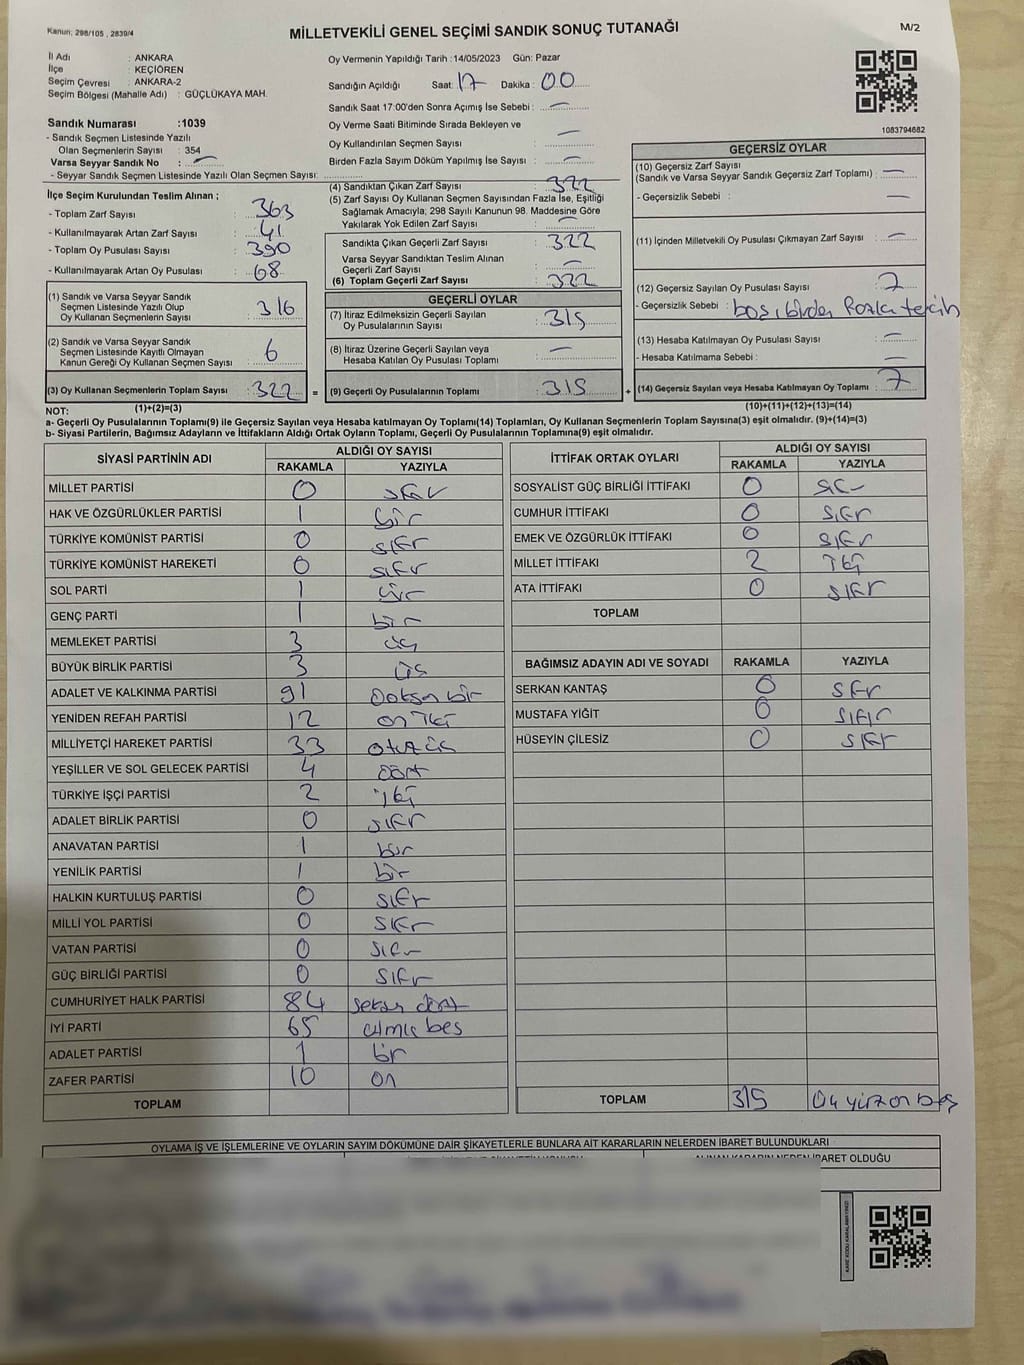 Kanun; 298/105 , 2839/4
MİLLETVEKİLİ GENEL SEÇİMİ SANDIK SONUÇ TUTANAĞI
M/2
İl Adı : ANKARA
İlçe : KEÇİÖREN
Seçim Çevresi : ANKARA-2
Seçim Bölgesi (Mahalle Adı) : GÜÇLÜKAYA MAH.
Oy Vermenin Yapıldığı Tarih :14/05/2023 Gün: Pazar
Sandığın Açıldığı Saat: 17 Dakika : 00
Sandık Saat 17:00'den Sonra Açımış İse Sebebi : —
Oy Verme Saati Bitiminde Sırada Bekleyen ve
Oy Kullandırılan Seçmen Sayısı : —
Birden Fazla Sayım Döküm Yapılmış İse Sayısı : —
1083794682
Sandık Numarası :1039
- Sandık Seçmen Listesinde Yazılı
Olan Seçmenlerin Sayısı : 354
Varsa Seyyar Sandık No : —
- Seyyar Sandık Seçmen Listesinde Yazılı Olan Seçmen Sayısı:
İlçe Seçim Kurulundan Teslim Alınan ;
- Toplam Zarf Sayısı : 363
- Kullanılmayarak Artan Zarf Sayısı : 41
- Toplam Oy Pusulası Sayısı : 390
- Kullanılmayarak Artan Oy Pusulası : 68
(1) Sandık ve Varsa Seyyar Sandık
Seçmen Listesinde Yazılı Olup
Oy Kullanan Seçmenlerin Sayısı 316
(2) Sandık ve Varsa Seyyar Sandık
Seçmen Listesinde Kayıtlı Olmayan
Kanun Gereği Oy Kullanan Seçmen Sayısı 6
(3) Oy Kullanan Seçmenlerin Toplam Sayısı 322 =
(4) Sandıktan Çıkan Zarf Sayısı : 322
(5) Zarf Sayısı Oy Kullanan Seçmen Sayısından Fazla İse, Eşitliği
Sağlamak Amacıyla, 298 Sayılı Kanunun 98. Maddesine Göre
Yakılarak Yok Edilen Zarf Sayısı : —
Sandıkta Çıkan Geçerli Zarf Sayısı : 322
Varsa Seyyar Sandıktan Teslim Alınan
Geçerli Zarf Sayısı : —
(6) Toplam Geçerli Zarf Sayısı : 322
GEÇERLİ OYLAR
(7) İtiraz Edilmeksizin Geçerli Sayılan
Oy Pusulalarının Sayısı : 315
(8) İtiraz Üzerine Geçerli Sayılan veya
Hesaba Katılan Oy Pusulası Toplamı : —
(9) Geçerli Oy Pusulalarının Toplamı 315 +
GEÇERSİZ OYLAR
(10) Geçersiz Zarf Sayısı
(Sandık ve Varsa Seyyar Sandık Geçersiz Zarf Toplamı) : —
- Geçersizlik Sebebi : —
(11) İçinden Milletvekili Oy Pusulası Çıkmayan Zarf Sayısı : —
(12) Geçersiz Sayılan Oy Pusulası Sayısı : 7
- Geçersizlik Sebebi : boş, birden fazla tercih
(13) Hesaba Katılmayan Oy Pusulası Sayısı : —
- Hesaba Katılmama Sebebi : —
(14) Geçersiz Sayılan veya Hesaba Katılmayan Oy Toplamı : 7
NOT: (1)+(2)=(3) (10)+(11)+(12)+(13)=(14)
a- Geçerli Oy Pusulalarının Toplamı(9) ile Geçersiz Sayılan veya Hesaba katılmayan Oy Toplamı(14) Toplamları, Oy Kullanan Seçmenlerin Toplam Sayısına(3) eşit olmalıdır. (9)+(14)=(3)
b- Siyasi Partilerin, Bağımsız Adayların ve İttifakların Aldığı Ortak Oyların Toplamı, Geçerli Oy Pusulalarının Toplamına(9) eşit olmalıdır.
SİYASİ PARTİNİN ADI ALDIĞI OY SAYISI
RAKAMLA YAZIYLA
MİLLET PARTİSİ 0 sıfır
HAK VE ÖZGÜRLÜKLER PARTİSİ 1 bir
TÜRKİYE KOMÜNİST PARTİSİ 0 sıfır
TÜRKİYE KOMÜNİST HAREKETİ 0 sıfır
SOL PARTİ 1 bir
GENÇ PARTİ 1 bir
MEMLEKET PARTİSİ 3 üç
BÜYÜK BİRLİK PARTİSİ 3 üç
ADALET VE KALKINMA PARTİSİ 91 Doksan bir
YENİDEN REFAH PARTİSİ 12 on iki
MİLLİYETÇİ HAREKET PARTİSİ 33 otuz üç
YEŞİLLER VE SOL GELECEK PARTİSİ 4 dört
TÜRKİYE İŞÇİ PARTİSİ 2 iki
ADALET BİRLİK PARTİSİ 0 sıfır
ANAVATAN PARTİSİ 1 bir
YENİLİK PARTİSİ 1 bir
HALKIN KURTULUŞ PARTİSİ 0 sıfır
MİLLİ YOL PARTİSİ 0 sıfır
VATAN PARTİSİ 0 sıfır
GÜÇ BİRLİĞİ PARTİSİ 0 sıfır
CUMHURİYET HALK PARTİSİ 84 seksen dört
İYİ PARTİ 65 altmış beş
ADALET PARTİSİ 1 bir
ZAFER PARTİSİ 10 on
TOPLAM
İTTİFAK ORTAK OYLARI ALDIĞI OY SAYISI
RAKAMLA YAZIYLA
SOSYALİST GÜÇ BİRLİĞİ İTTİFAKI 0 sıfır
CUMHUR İTTİFAKI 0 sıfır
EMEK VE ÖZGÜRLÜK İTTİFAKI 0 sıfır
MİLLET İTTİFAKI 2 iki
ATA İTTİFAKI 0 sıfır
TOPLAM
BAĞIMSIZ ADAYIN ADI VE SOYADI RAKAMLA YAZIYLA
SERKAN KANTAŞ 0 sıfır
MUSTAFA YİĞİT 0 sıfır
HÜSEYİN ÇİLESİZ 0 sıfır
TOPLAM 315 üç yüz on beş
OYLAMA İŞ VE İŞLEMLERİNE VE OYLARIN SAYIM DÖKÜMÜNE DAİR ŞİKAYETLERLE BUNLARA AİT KARARLARIN NELERDEN İBARET BULUNDUKLARI
ALINAN KARARIN NEDEN İBARET OLDUĞU
KARE KODU KARALAMAYINIZ!